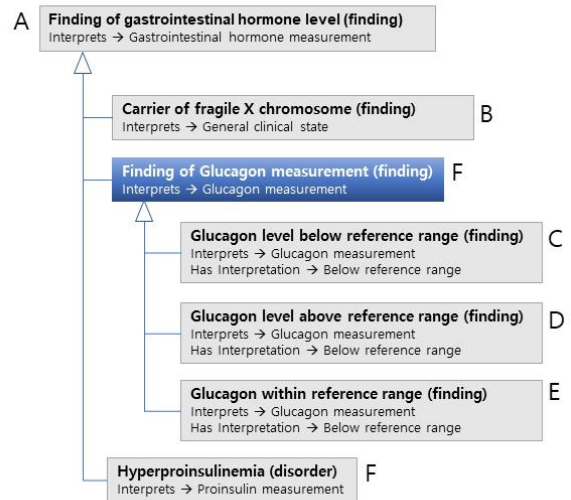 A
Finding of gastrointestinal hormone level (finding)
Interprets → Gastrointestinal hormone measurement
Carrier of fragile X chromosome (finding)
Interprets → General clinical state
B
Finding of Glucagon measurement (finding)
Interprets → Glucagon measurement
F
Glucagon level below reference range (finding)
Interprets → Glucagon measurement
Has Interpretation → Below reference range
C
Glucagon level above reference range (finding)
Interprets → Glucagon measurement
Has Interpretation → Below reference range
D
Glucagon within reference range (finding)
Interprets → Glucagon measurement
Has Interpretation → Below reference range
E
Hyperproinsulinemia (disorder)
Interprets → Proinsulin measurement
F